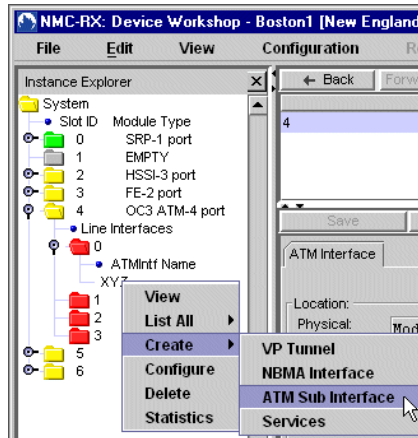 NMC-RX: Device Workshop - Boston1 [New England
File Edit View Configuration R
Instance Explorer
Back Forw
System
Slot ID Module Type
4
0 SRP-1 port
1 EMPTY
2 HSSI-3 port
3 FE-2 port
4 OC3 ATM-4 port
Save
Line Interfaces
0
ATM Interface
ATMIntf Name
XYZ
View
1
Location:
List All
2
Physical: Mod
Create
3
VP Tunnel
Configure
5
NBMA Interface
Delete
6
ATM Sub Interface
Statistics
Services